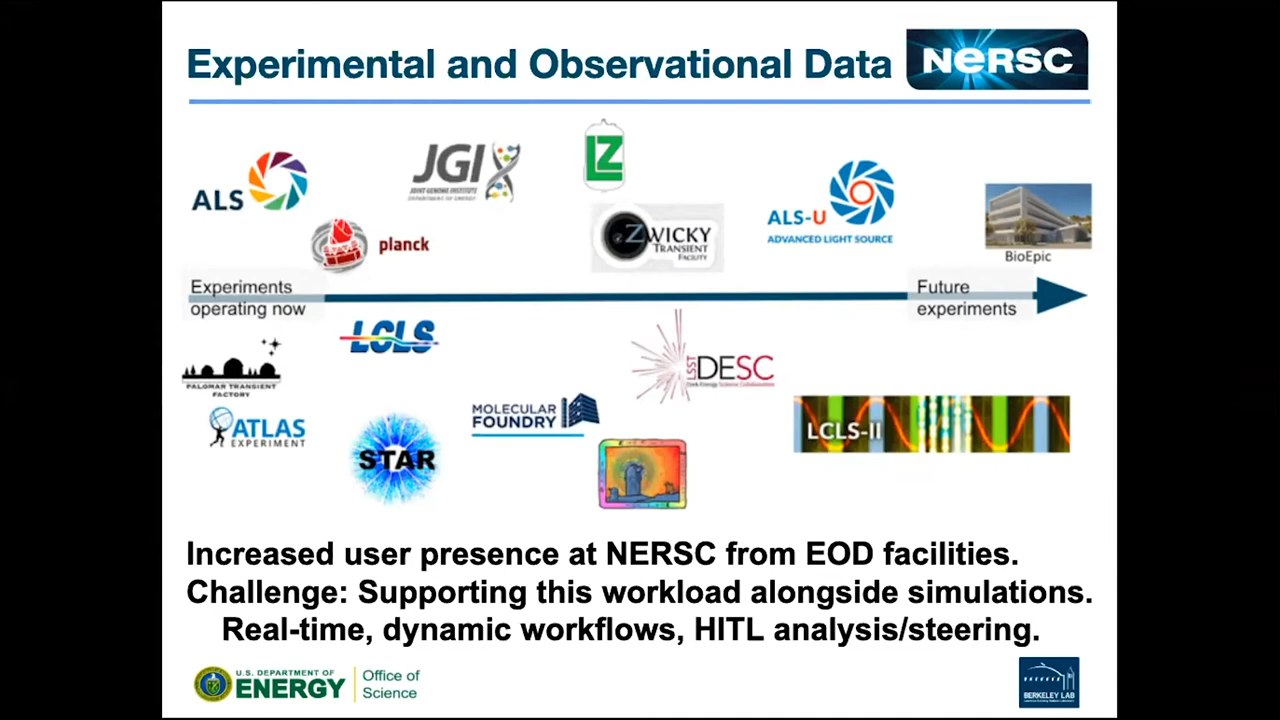 Experimental and Observational Data
NERSC
ALS
JGI
JOINT GENOME INSTITUTE
DEPARTMENT OF ENERGY
LZ
planck
ZWICKY
TRANSIENT
FACILITY
ALS-U
ADVANCED LIGHT SOURCE
BioEpic
Experiments
operating now
Future
experiments
LCLS
PALOMAR TRANSIENT
FACTORY
ATLAS
EXPERIMENT
STAR
MOLECULAR
FOUNDRY
LSST
DESC
Dark Energy Science Collaboration
LCLS-II
Increased user presence at NERSC from EOD facilities.
Challenge: Supporting this workload alongside simulations.
Real-time, dynamic workflows, HITL analysis/steering.
U.S. DEPARTMENT OF
ENERGY
Office of
Science
BERKELEY LAB